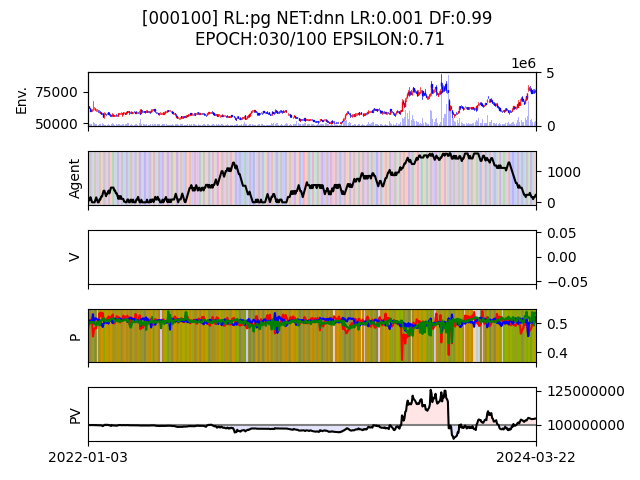 [000100] RL:pg NET:dnn LR:0.001 DF:0.99
EPOCH:030/100 EPSILON:0.71
1e6
Env.
75000
50000
5
0
Agent
1000
0
V
0.05
0.00
−0.05
P
0.5
0.4
PV
125000000
100000000
2022-01-03
2024-03-22